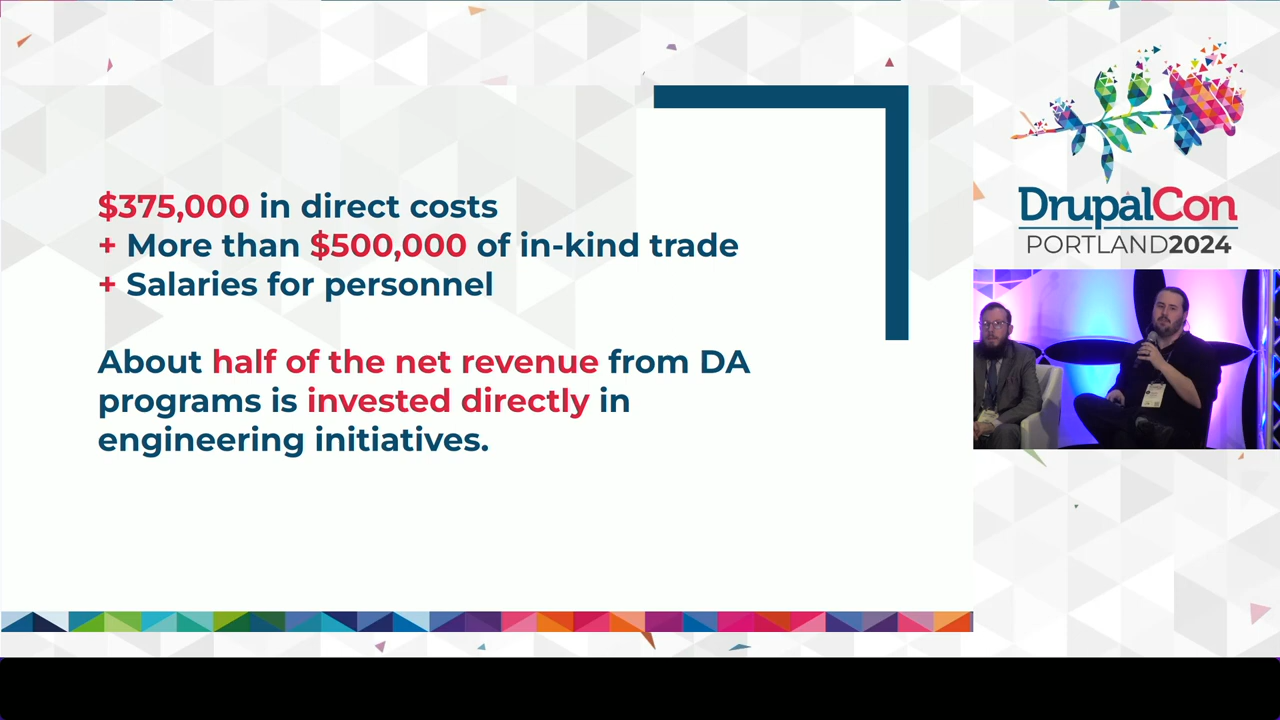 $375,000 in direct costs
+ More than $500,000 of in-kind trade
+ Salaries for personnel
About half of the net revenue from DA
programs is invested directly in
engineering initiatives.
DrupalCon
PORTLAND2024